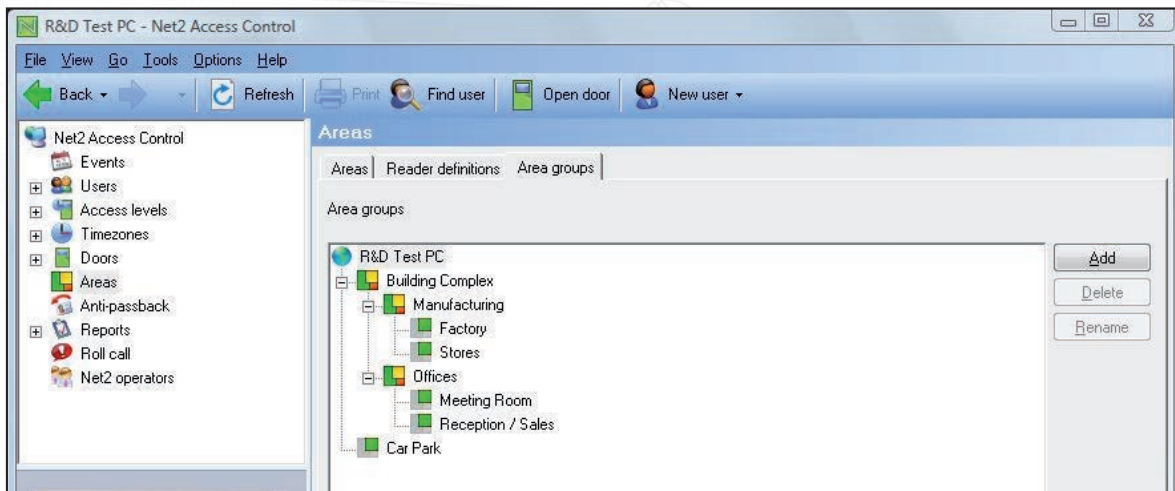 R&D Test PC - Net2 Access Control
File View Go Tools Options Help
Back Refresh Print Find user Open door New user
Net2 Access Control
Events
Users
Access levels
Timezones
Doors
Areas
Anti-passback
Reports
Roll call
Net2 operators
Areas
Areas Reader definitions Area groups
Area groups
R&D Test PC
Building Complex
Manufacturing
Factory
Stores
Offices
Meeting Room
Reception / Sales
Car Park
Add
Delete
Rename